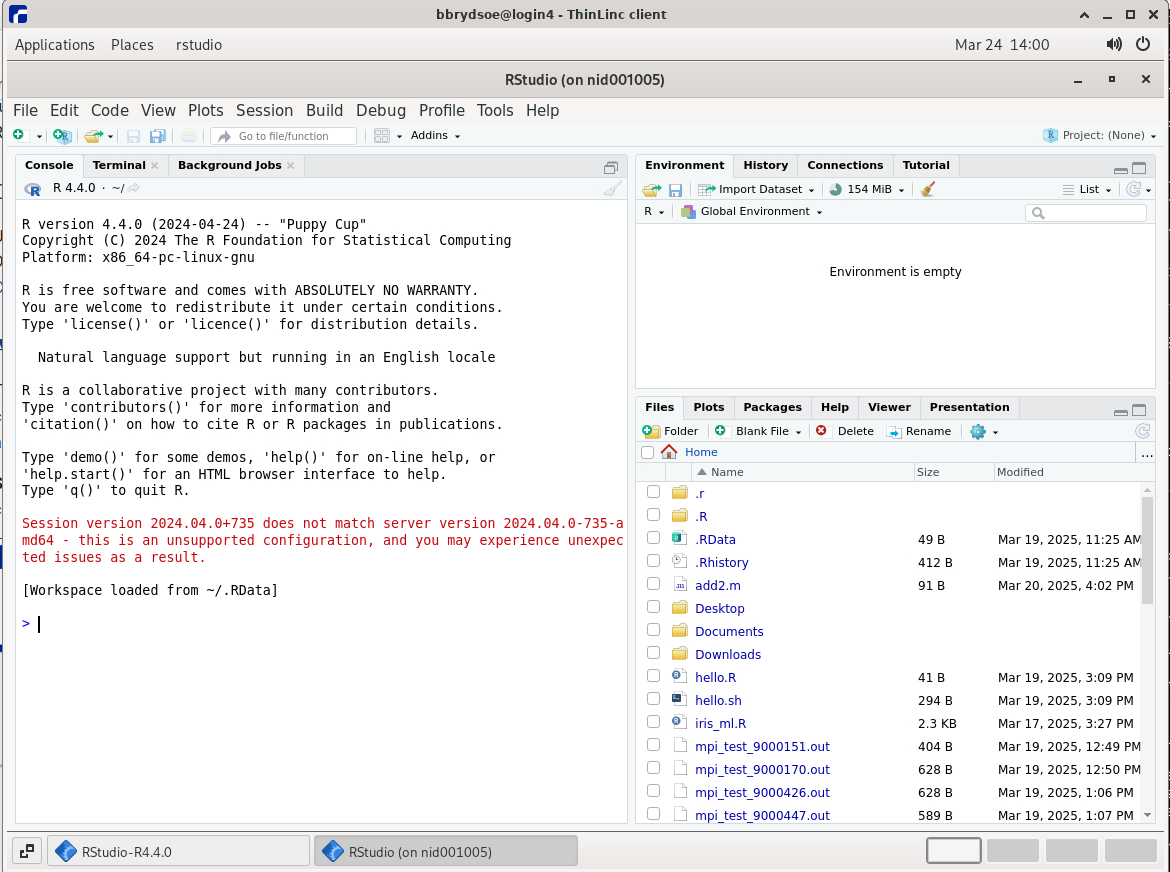 bbrydsoe@login4 - ThinLinc client
Applications Places rstudio Mar 24 14:00
RStudio (on nid001005)
File Edit Code View Plots Session Build Debug Profile Tools Help
Go to file/function Addins Project: (None)
Console Terminal Background Jobs
R 4.4.0 · ~/
R version 4.4.0 (2024-04-24) -- "Puppy Cup"
Copyright (C) 2024 The R Foundation for Statistical Computing
Platform: x86_64-pc-linux-gnu
R is free software and comes with ABSOLUTELY NO WARRANTY.
You are welcome to redistribute it under certain conditions.
Type 'license()' or 'licence()' for distribution details.
Natural language support but running in an English locale
R is a collaborative project with many contributors.
Type 'contributors()' for more information and
'citation()' on how to cite R or R packages in publications.
Type 'demo()' for some demos, 'help()' for on-line help, or
'help.start()' for an HTML browser interface to help.
Type 'q()' to quit R.
Session version 2024.04.0+735 does not match server version 2024.04.0-735-a
md64 - this is an unsupported configuration, and you may experience unexpec
ted issues as a result.
[Workspace loaded from ~/.RData]
>
Environment History Connections Tutorial
Import Dataset 154 MiB List
R Global Environment
Environment is empty
Files Plots Packages Help Viewer Presentation
Folder Blank File Delete Rename
Home ...
Name Size Modified
.r
.R
.RData 49 B Mar 19, 2025, 11:25 AM
.Rhistory 412 B Mar 19, 2025, 11:25 AM
add2.m 91 B Mar 20, 2025, 4:02 PM
Desktop
Documents
Downloads
hello.R 41 B Mar 19, 2025, 3:09 PM
hello.sh 294 B Mar 19, 2025, 3:09 PM
iris_ml.R 2.3 KB Mar 17, 2025, 3:27 PM
mpi_test_9000151.out 404 B Mar 19, 2025, 12:49 PM
mpi_test_9000170.out 628 B Mar 19, 2025, 12:50 PM
mpi_test_9000426.out 628 B Mar 19, 2025, 1:06 PM
mpi_test_9000447.out 589 B Mar 19, 2025, 1:07 PM
RStudio-R4.4.0 RStudio (on nid001005)